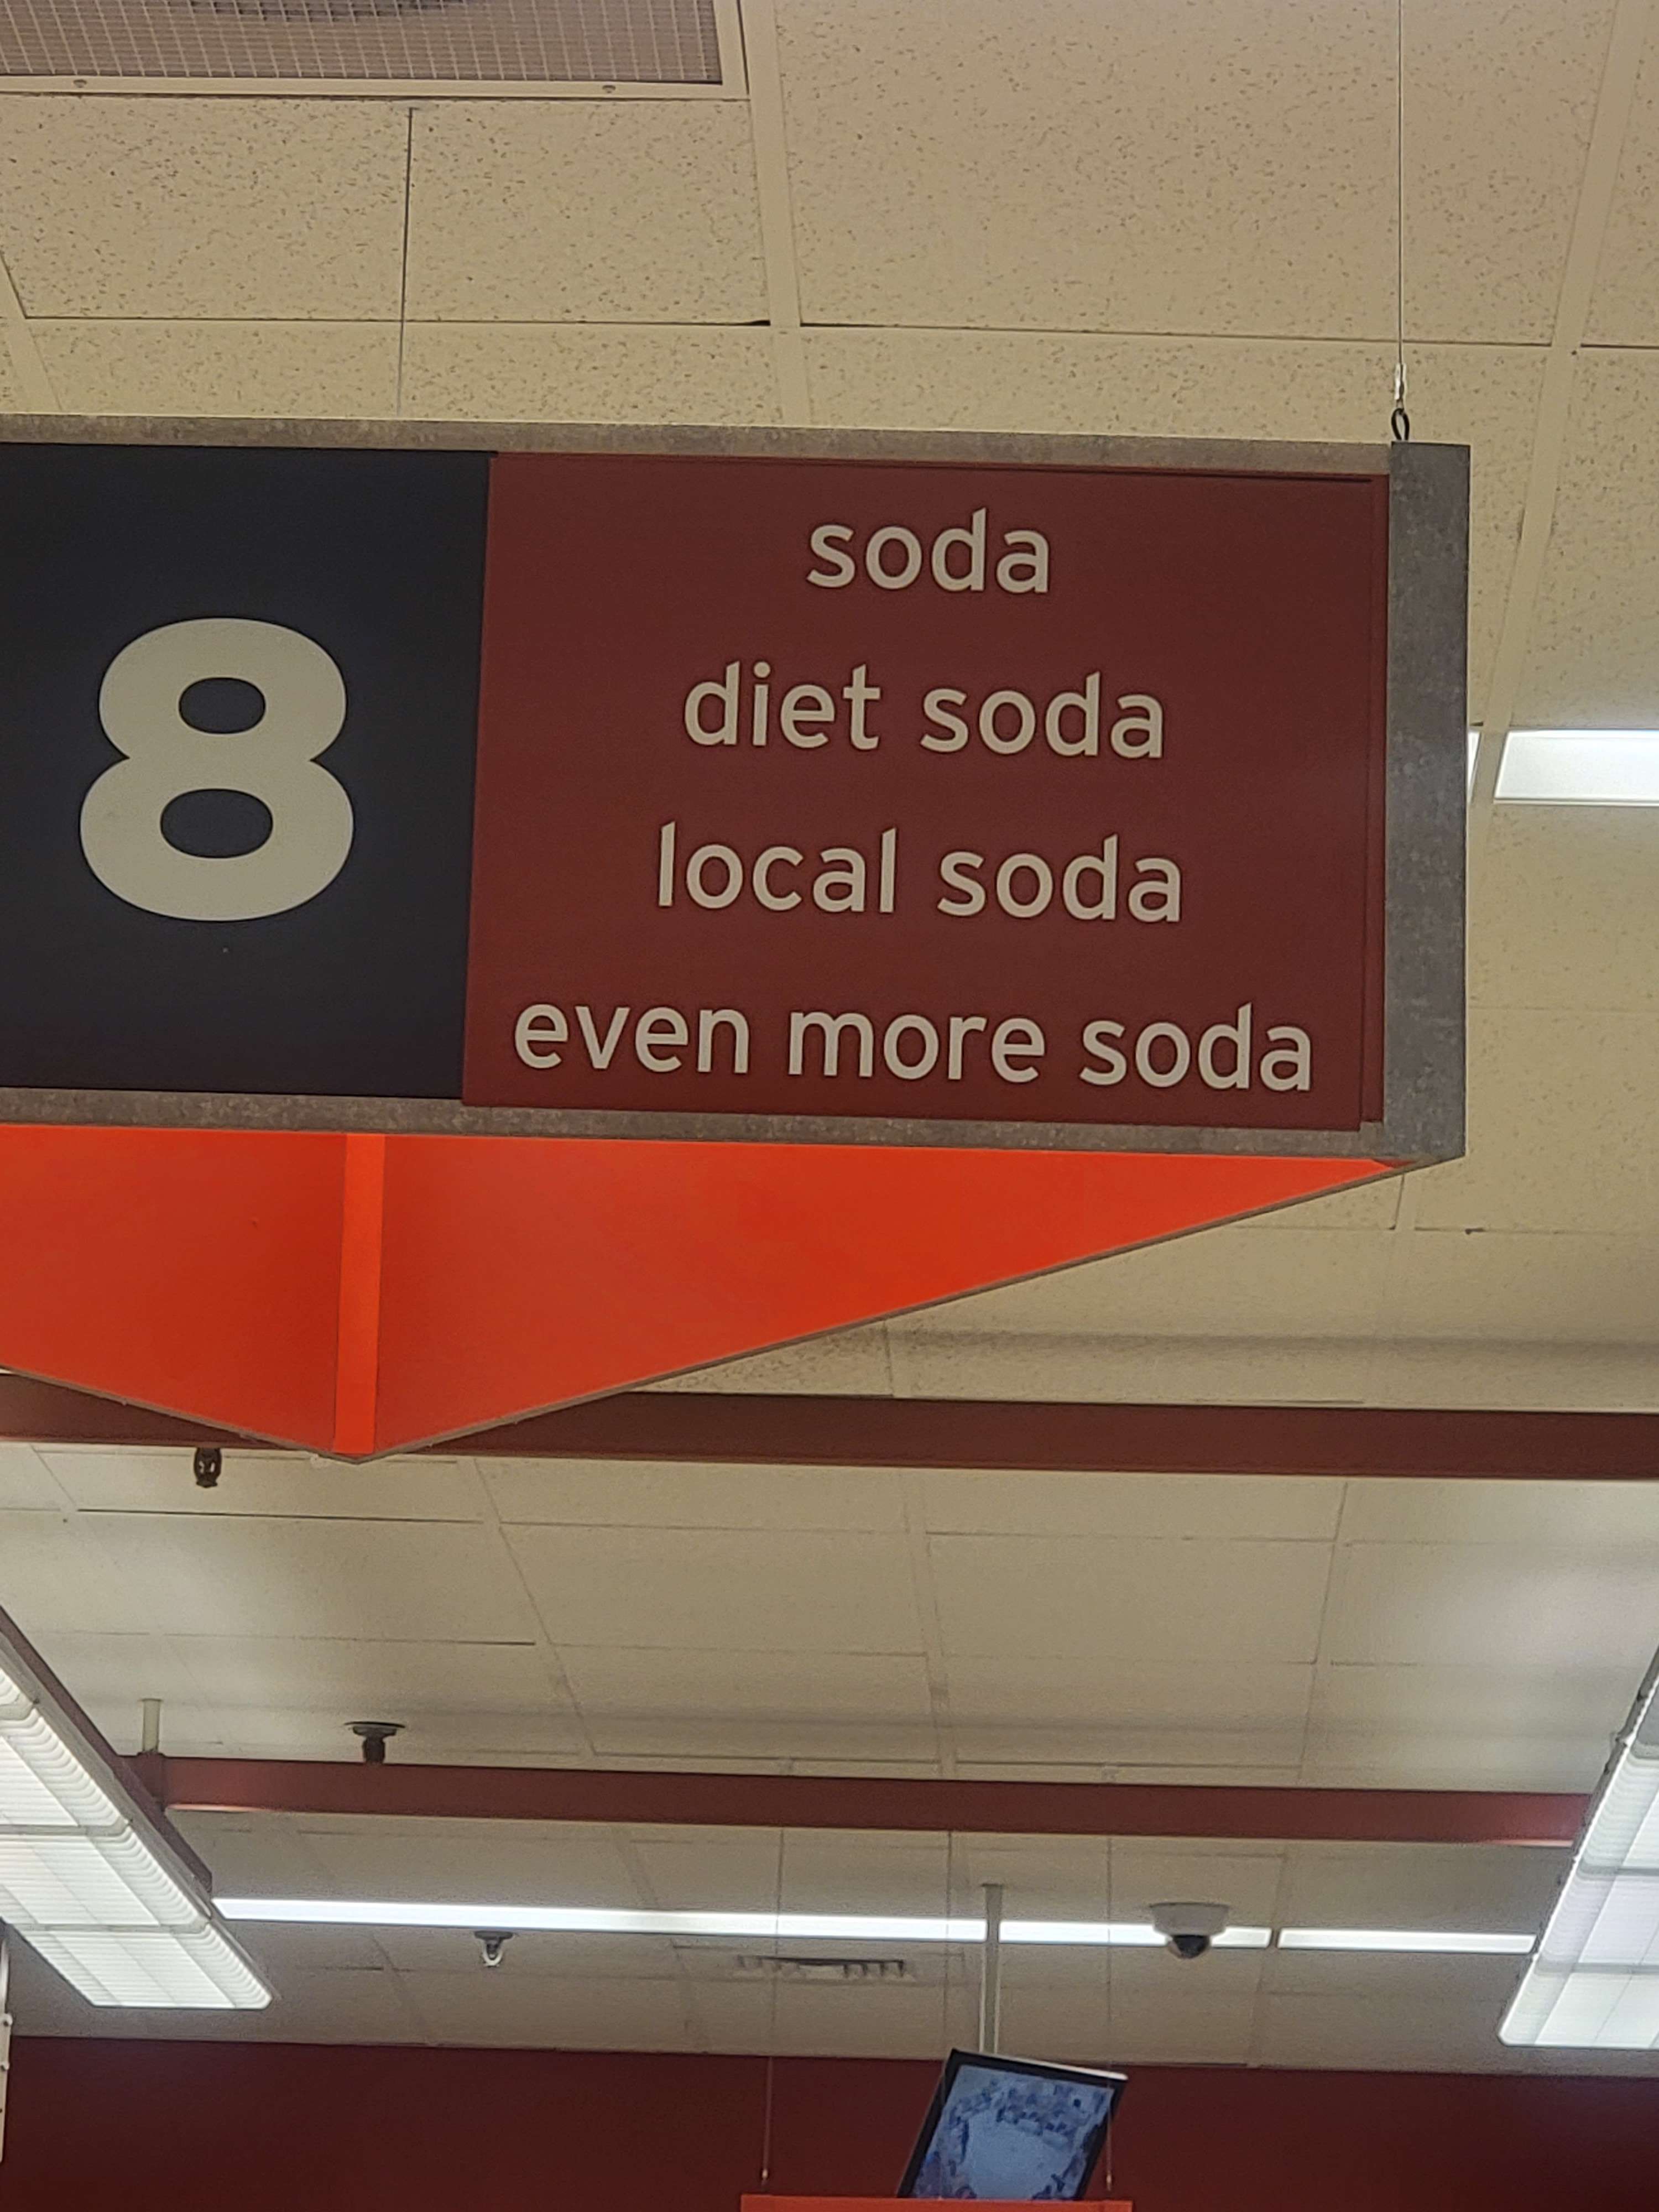 8
soda
diet soda
local soda
even more soda